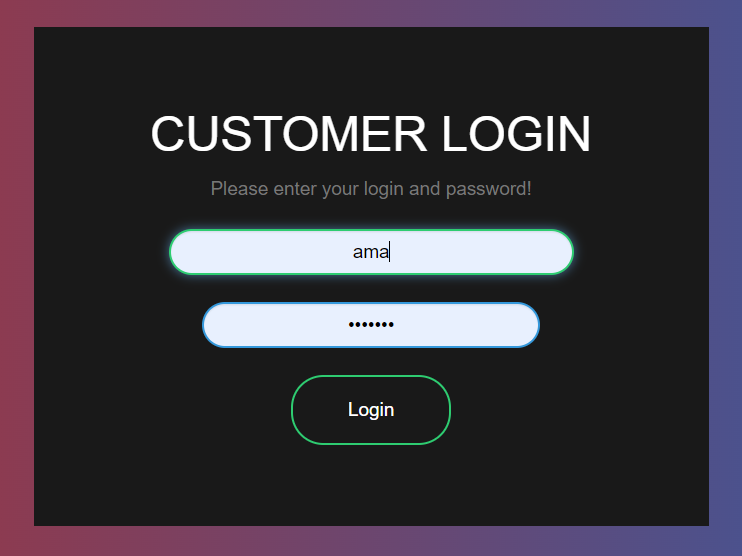 CUSTOMER LOGIN
Please enter your login and password!
ama
•••••••
Login